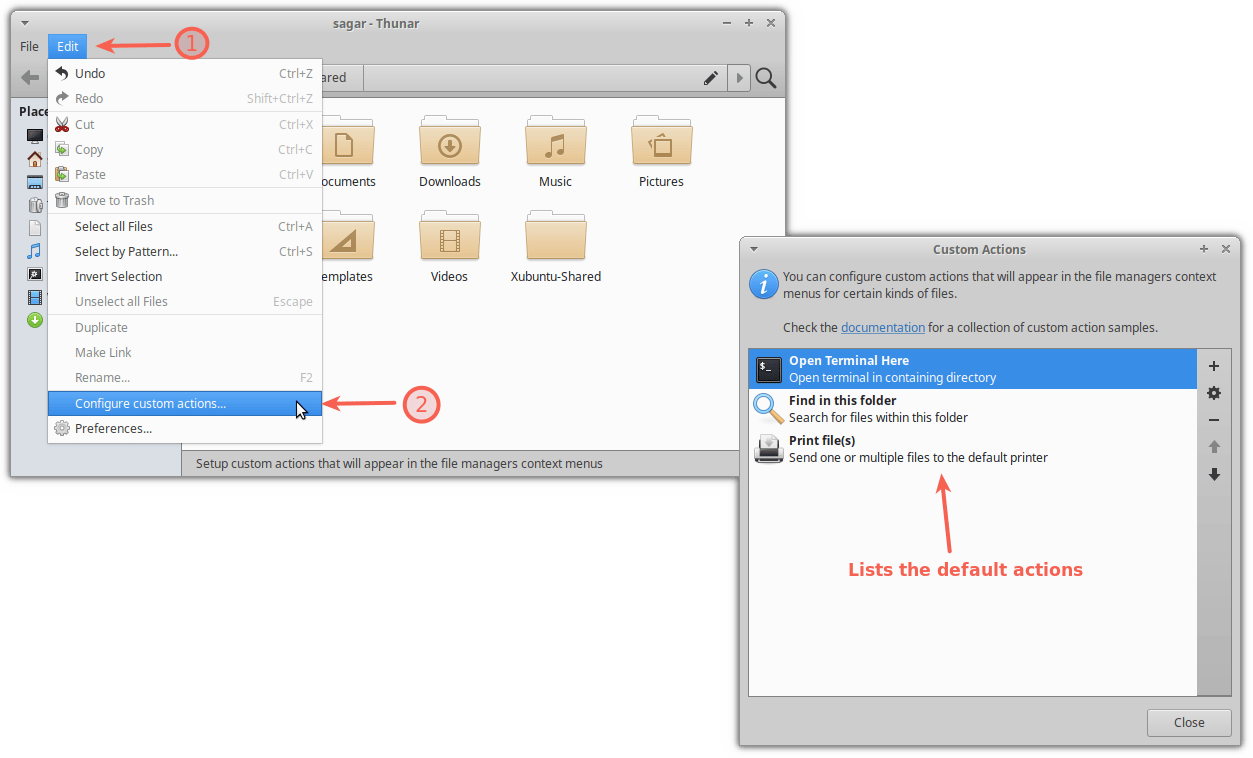 sagar - Thunar
File
Edit
1
Undo Ctrl+Z
Redo Shift+Ctrl+Z
Cut Ctrl+X
Copy Ctrl+C
Paste Ctrl+V
Move to Trash
Select all Files Ctrl+A
Select by Pattern... Ctrl+S
Invert Selection
Unselect all Files Escape
Duplicate
Make Link
Rename... F2
Configure custom actions...
2
Preferences...
ared
Place
ocuments
Downloads
Music
Pictures
emplates
Videos
Xubuntu-Shared
Setup custom actions that will appear in the file managers context menus
Custom Actions
You can configure custom actions that will appear in the file managers context
menus for certain kinds of files.
Check the documentation for a collection of custom action samples.
Open Terminal Here
Open terminal in containing directory
Find in this folder
Search for files within this folder
Print file(s)
Send one or multiple files to the default printer
Lists the default actions
Close